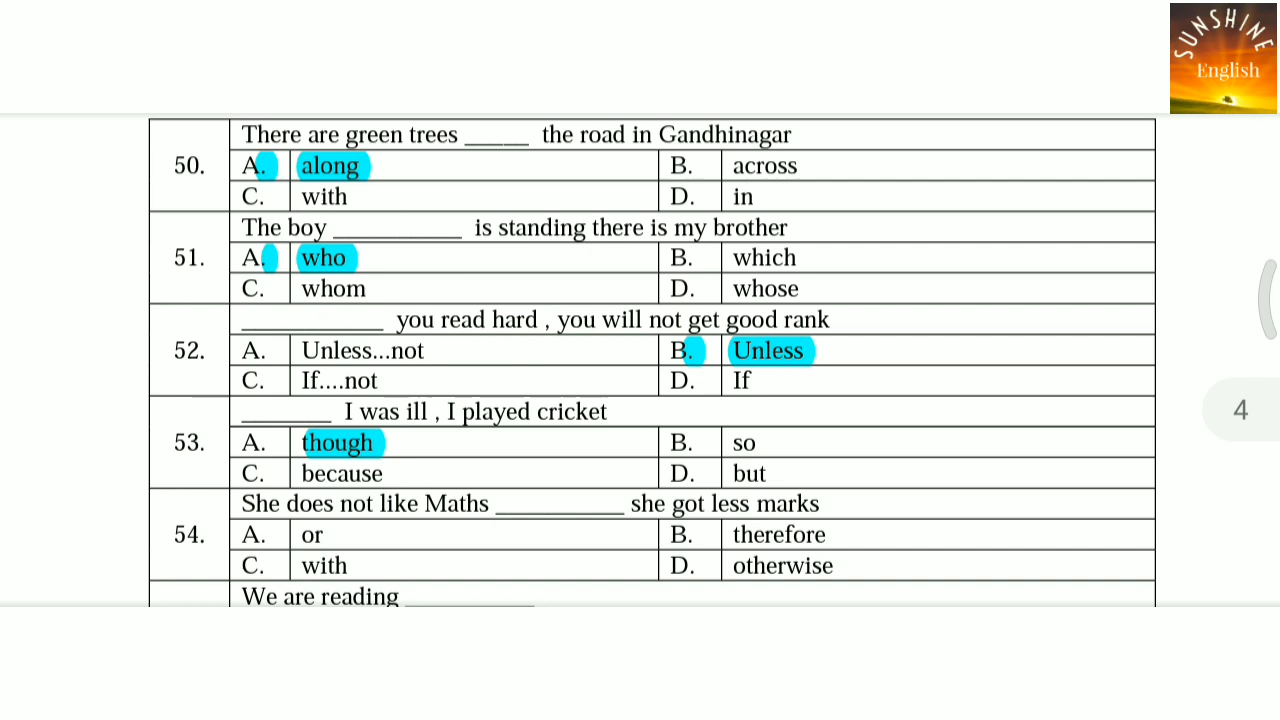 SUNSHINE
English
There are green trees ______ the road in Gandhinagar
50. A. along B. across
C. with D. in
The boy ____________ is standing there is my brother
51. A. who B. which
C. whom D. whose
_____________ you read hard , you will not get good rank
52. A. Unless...not B. Unless
C. If....not D. If
________ I was ill , I played cricket
53. A. though B. so
C. because D. but
She does not like Maths ____________ she got less marks
54. A. or B. therefore
C. with D. otherwise
We are reading ____________
4